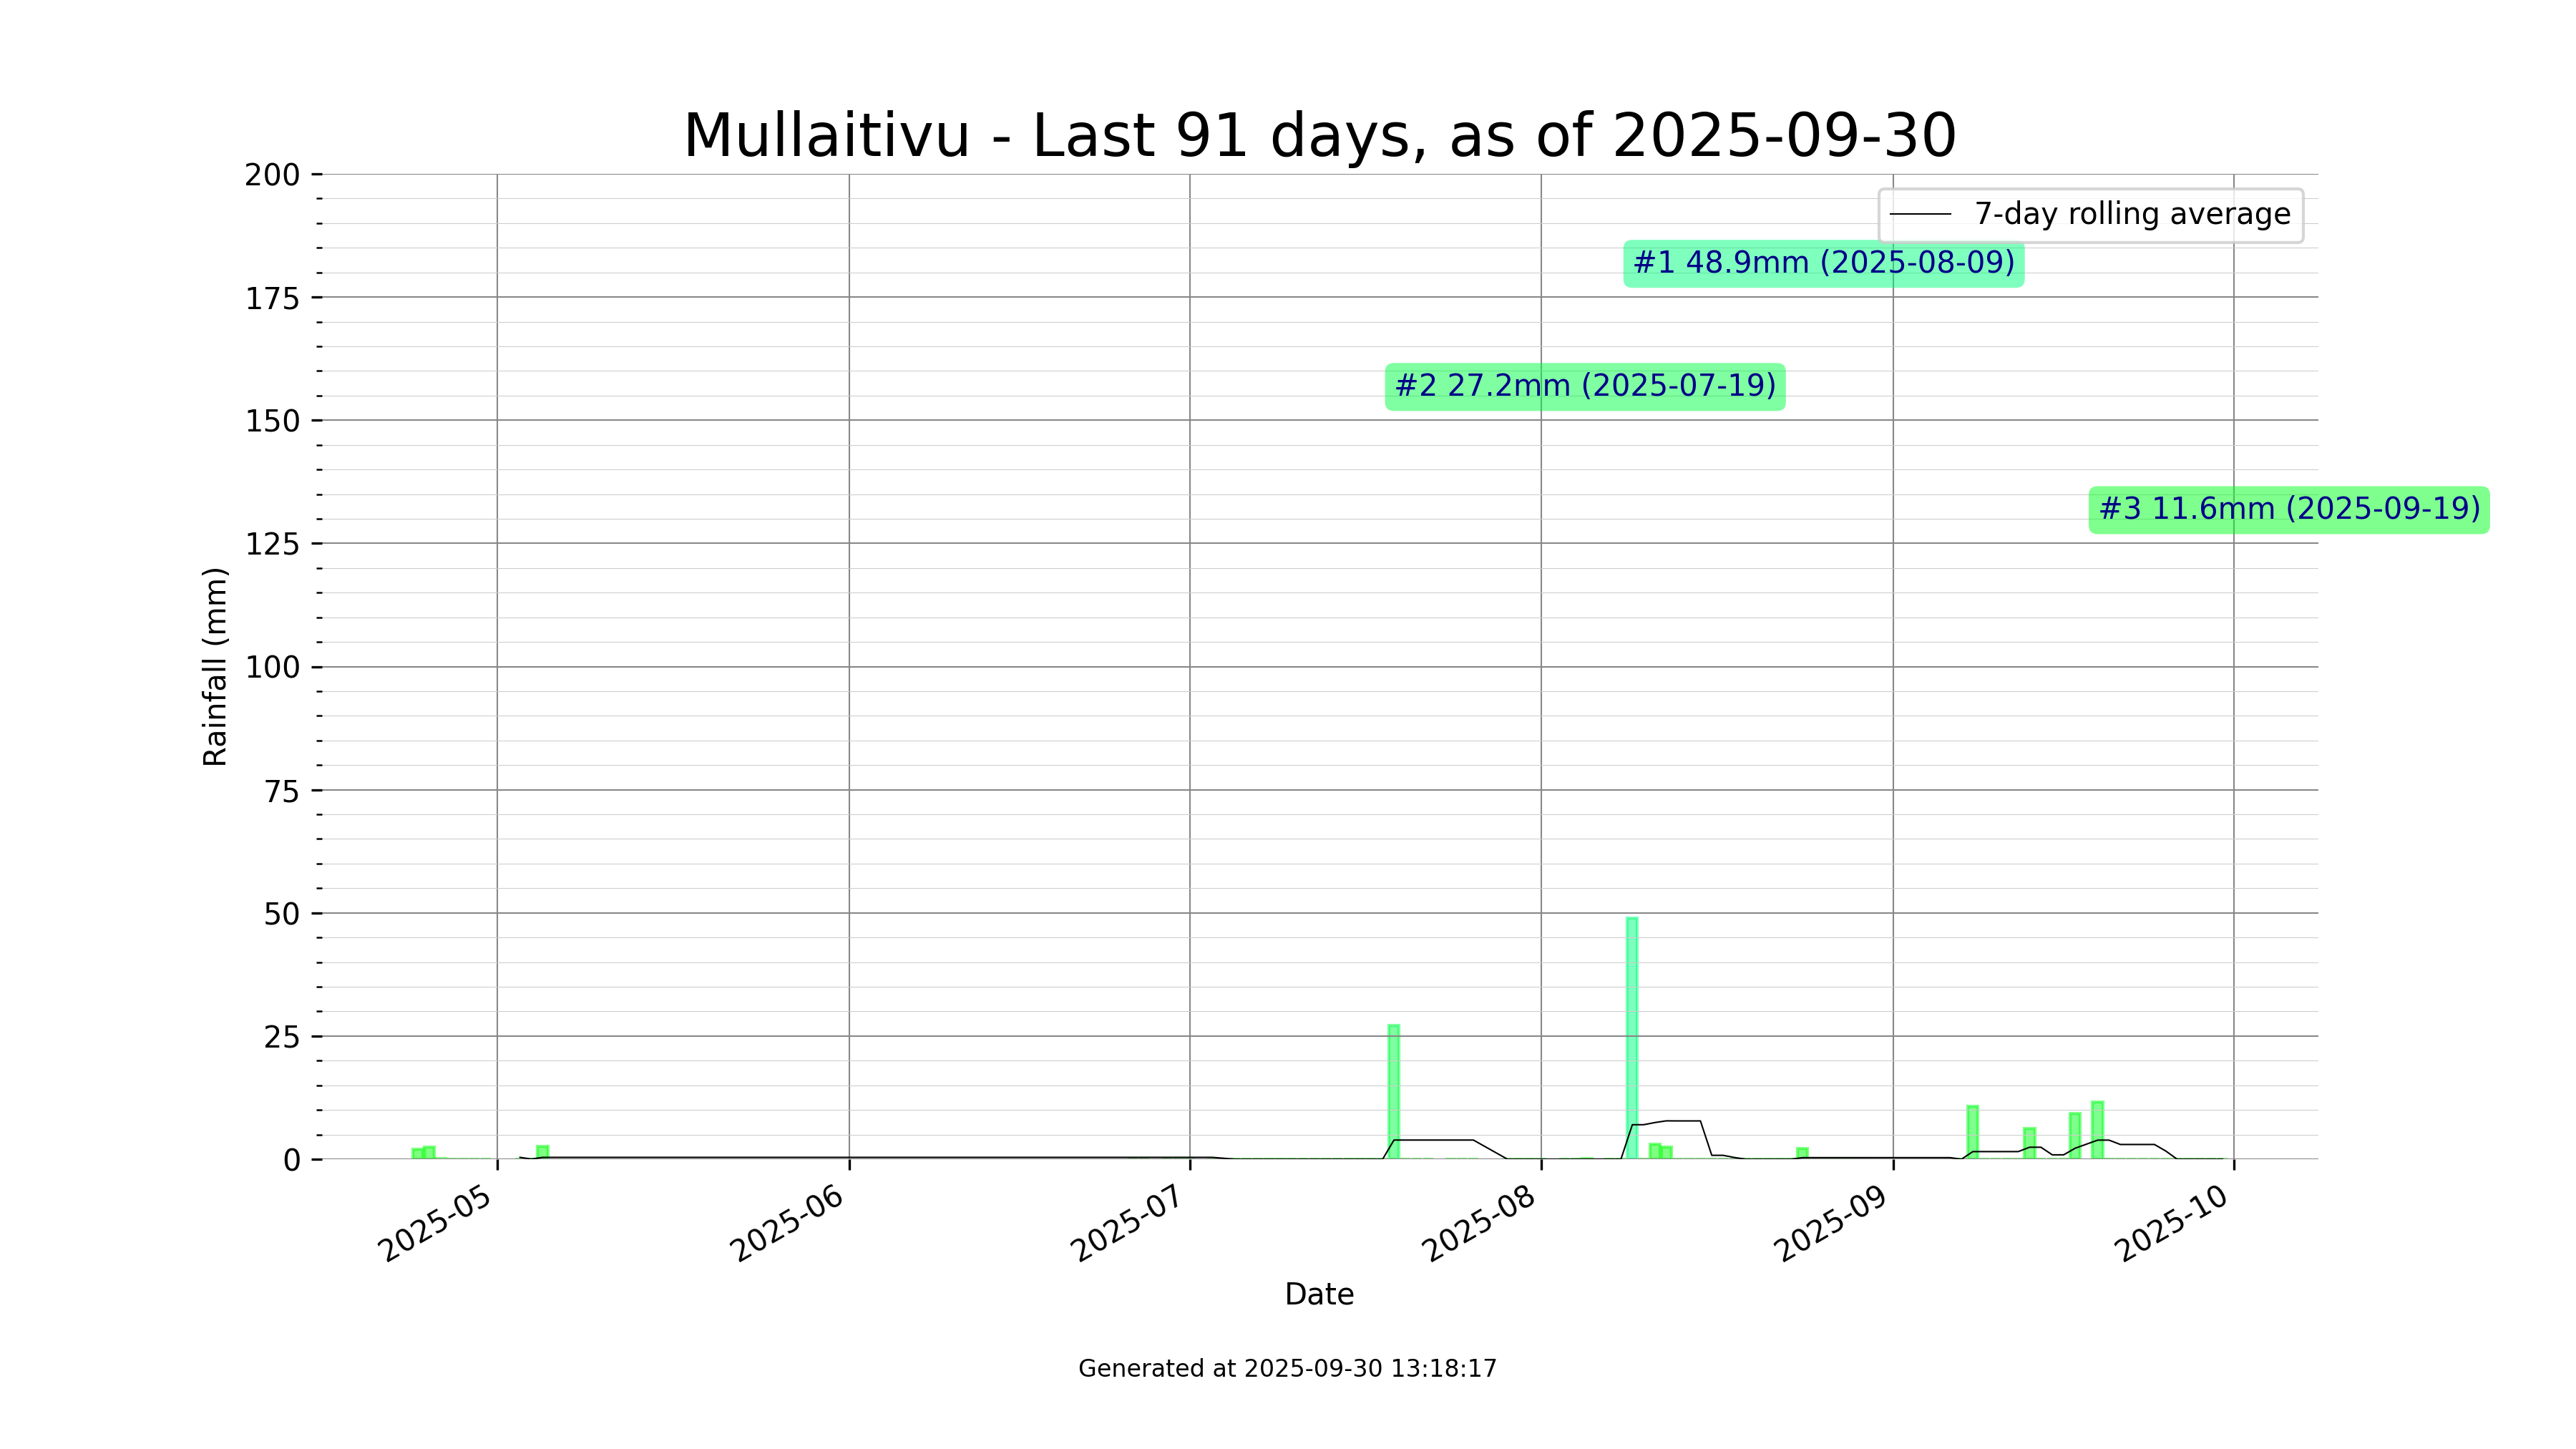 Mullaitivu - Last 91 days, as of 2025-09-30
7-day rolling average
#1 48.9mm (2025-08-09)
#2 27.2mm (2025-07-19)
#3 11.6mm (2025-09-19)
Rainfall (mm)
200
175
150
125
100
75
50
25
0
2025-05
2025-06
2025-07
2025-08
2025-09
2025-10
Date
Generated at 2025-09-30 13:18:17